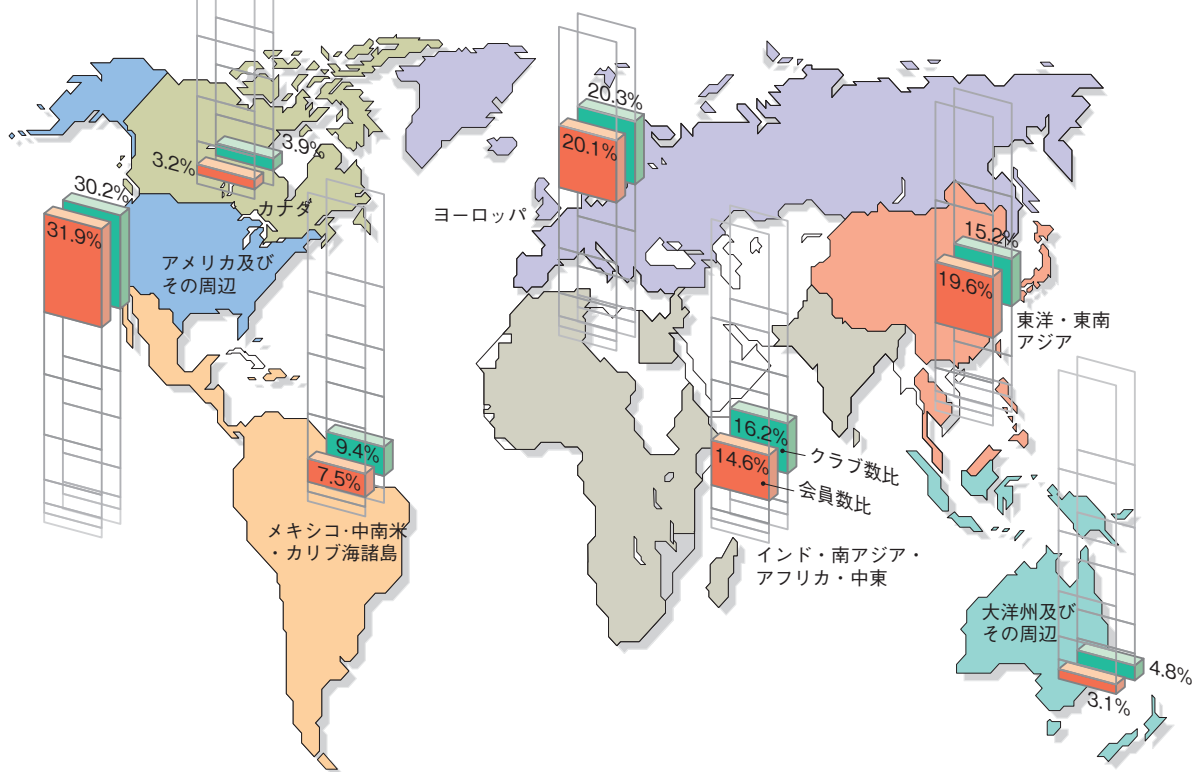 3.9%
3.2%
カナダ
30.2%
31.9%
アメリカ及び
その周辺
20.3%
20.1%
ヨーロッパ
15.2%
19.6%
東洋・東南
アジア
9.4%
7.5%
メキシコ・中南米
・カリブ海諸島
16.2%
14.6%
クラブ数比
会員数比
インド・南アジア・
アフリカ・中東
大洋州及び
その周辺
4.8%
3.1%